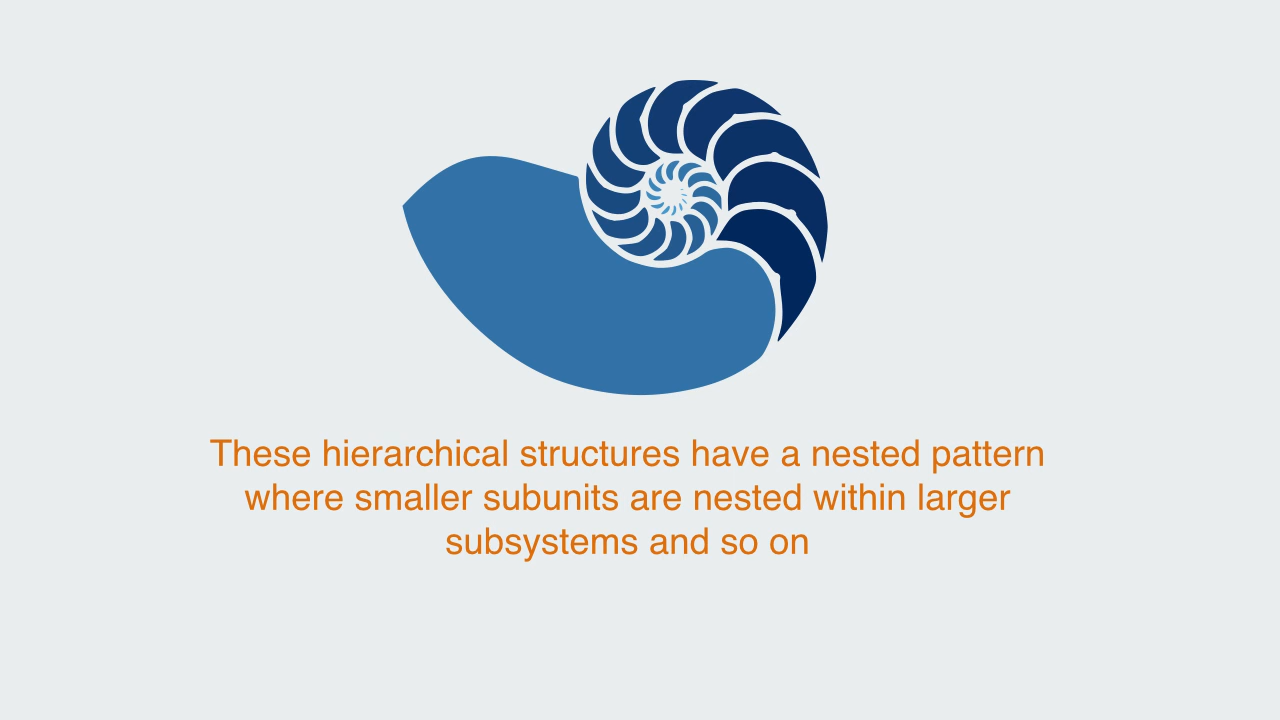 These hierarchical structures have a nested pattern
where smaller subunits are nested within larger
subsystems and so on